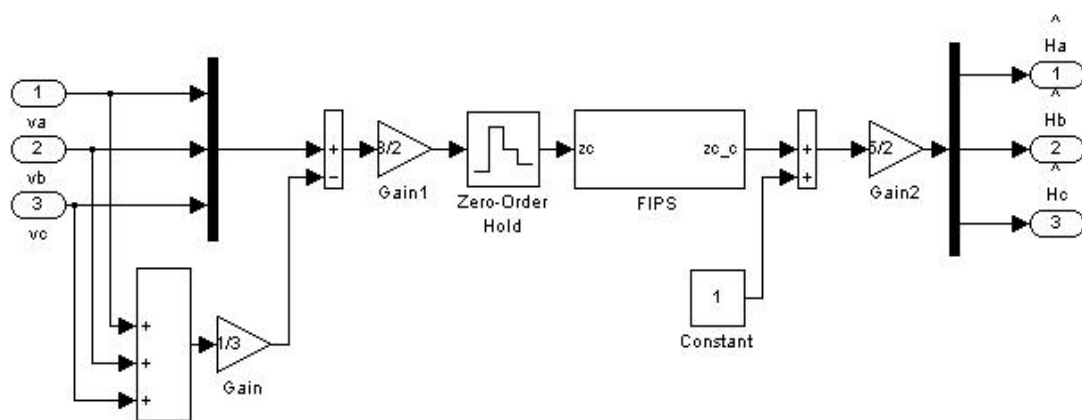 ^
Ha
1
^
Hb
2
^
Hc
3
1
va
2
vb
3
vc
+
−
3/2
Gain1
Zero-Order
Hold
zc
zc_c
FIPS
+
+
5/2
Gain2
1
Constant
+
+
+
1/3
Gain